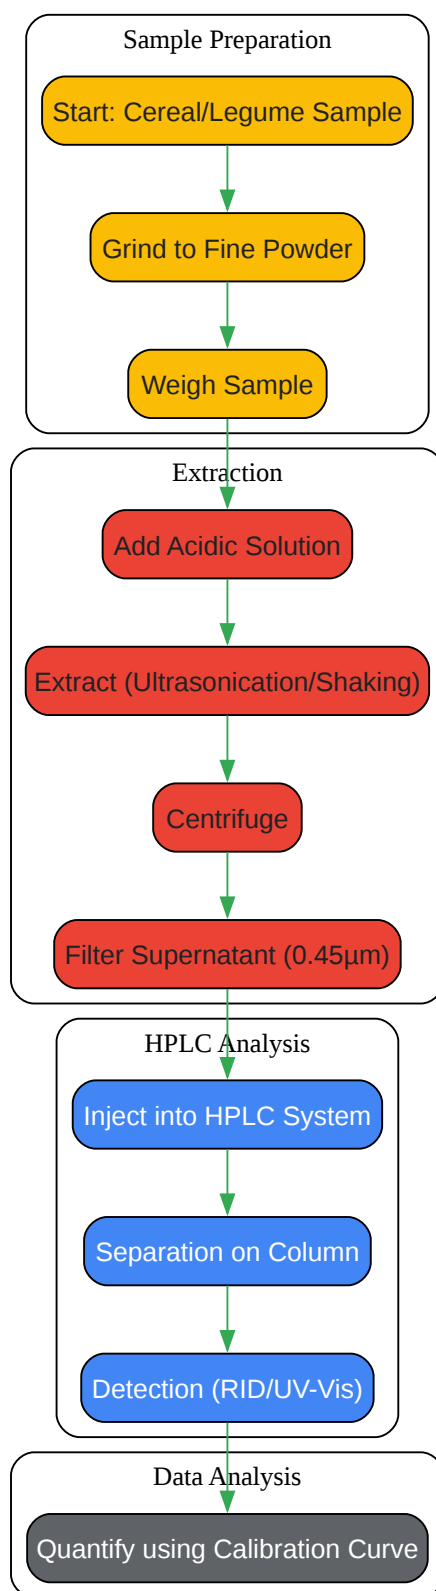 Sample Preparation
Start: Cereal/Legume Sample
Grind to Fine Powder
Weigh Sample
Extraction
Add Acidic Solution
Extract (Ultrasonication/Shaking)
Centrifuge
Filter Supernatant (0.45µm)
HPLC Analysis
Inject into HPLC System
Separation on Column
Detection (RID/UV-Vis)
Data Analysis
Quantify using Calibration Curve